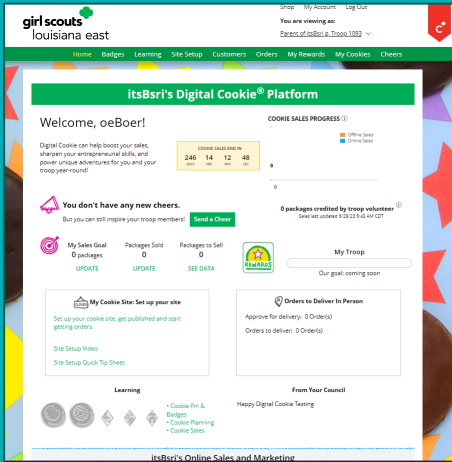 Shop My Account Log Out
girl scouts
louisiana east
You are viewing as:
Parent of itsBsri g, Troop 1093
Home Badges Learning Site Setup Customers Orders My Rewards My Cookies Cheers
itsBsri's Digital Cookie® Platform
Welcome, oeBoer!
COOKIE SALES PROGRESS
Digital Cookie can help boost your sales,
sharpen your entrepreneurial skills, and
power unique adventures for you and your
troop year-round!
COOKIE SALES END IN
246 14 12 48
DAYS HRS MIN SEC
Offline Sales
Online Sales
0
0
You don't have any new cheers.
But you can still inspire your troop members!
Send a Cheer
0 packages credited by troop volunteer
Sales last updated 9/28/23 9:45 AM CDT
My Sales Goal
0 packages
UPDATE
Packages Sold
0
UPDATE
Packages to Sell
0
SEE DATA
REWARDS
My Troop
Our goal: coming soon
CLOSED
My Cookie Site: Set up your site
Set up your cookie site, get published and start
getting orders.
Site Setup Video
Site Setup Quick Tip Sheet
Orders to Deliver In Person
Approve for delivery: 0 Order(s)
Orders to deliver: 0 Order(s)
Learning
• Cookie Pin &
Badges
• Cookie Planning
• Cookie Sales
From Your Council
Happy Digital Cookie Testing
itsBsri's Online Sales and Marketing